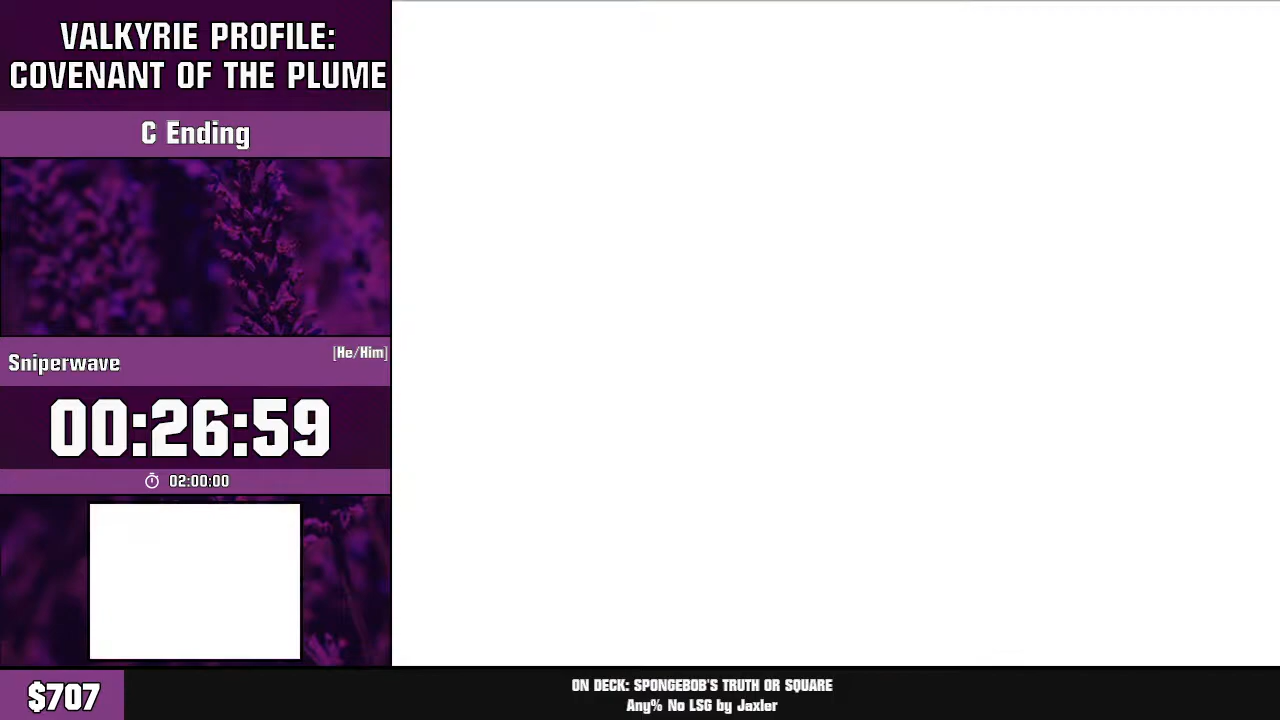 VALKYRIE PROFILE:
COVENANT OF THE PLUME
C Ending
Sniperwave
[He/Him]
00:26:59
02:00:00
$707
ON DECK: SPONGEBOB'S TRUTH OR SQUARE
Any% No LSG by Jaxler